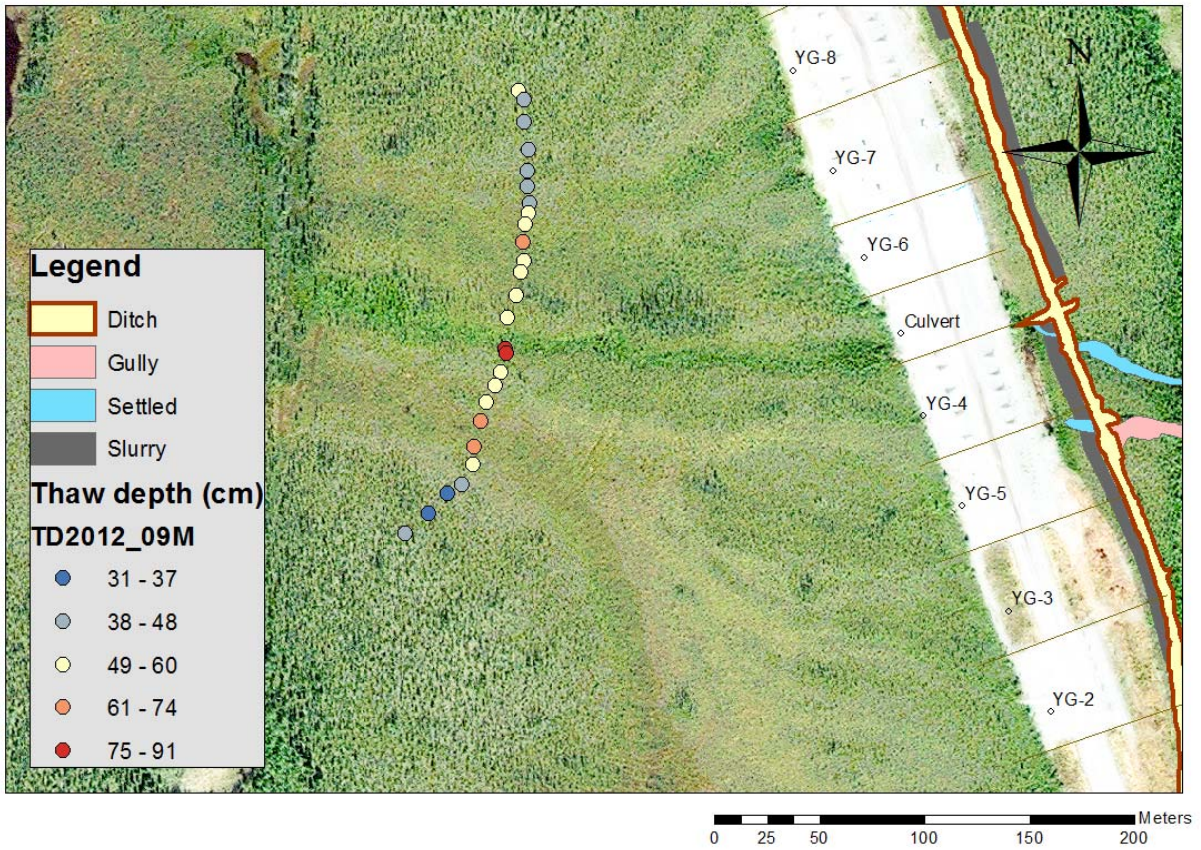 YG-8
N
YG-7
YG-6
Culvert
YG-4
YG-5
YG-3
YG-2
Legend
Ditch
Gully
Settled
Slurry
Thaw depth (cm)
TD2012_09M
31 - 37
38 - 48
49 - 60
61 - 74
75 - 91
Meters
0 25 50 100 150 200